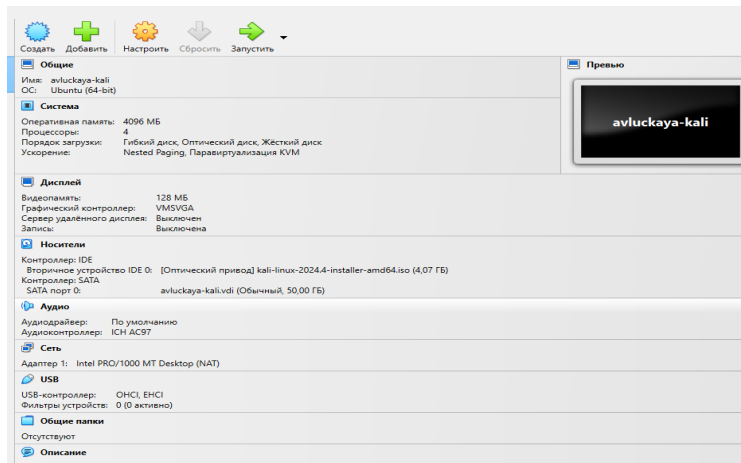 Создать Добавить Настроить Сбросить Запустить
Общие
Имя: avluckaya-kali
ОС: Ubuntu (64-bit)
Система
Оперативная память: 4096 МБ
Процессоры: 4
Порядок загрузки: Гибкий диск, Оптический диск, Жёсткий диск
Ускорение: Nested Paging, Паравиртуализация KVM
Превью
avluckaya-kali
Дисплей
Видеопамять: 128 МБ
Графический контроллер: VMSVGA
Сервер удалённого дисплея: Выключен
Запись: Выключена
Носители
Контроллер: IDE
Вторичное устройство IDE 0: [Оптический привод] kali-linux-2024.4-installer-amd64.iso (4,07 ГБ)
Контроллер: SATA
SATA порт 0: avluckaya-kali.vdi (Обычный, 50,00 ГБ)
Аудио
Аудиодрайвер: По умолчанию
Аудиоконтроллер: ICH AC97
Сеть
Адаптер 1: Intel PRO/1000 MT Desktop (NAT)
USB
USB-контроллер: OHCI, EHCI
Фильтры устройств: 0 (0 активно)
Общие папки
Отсутствуют
Описание